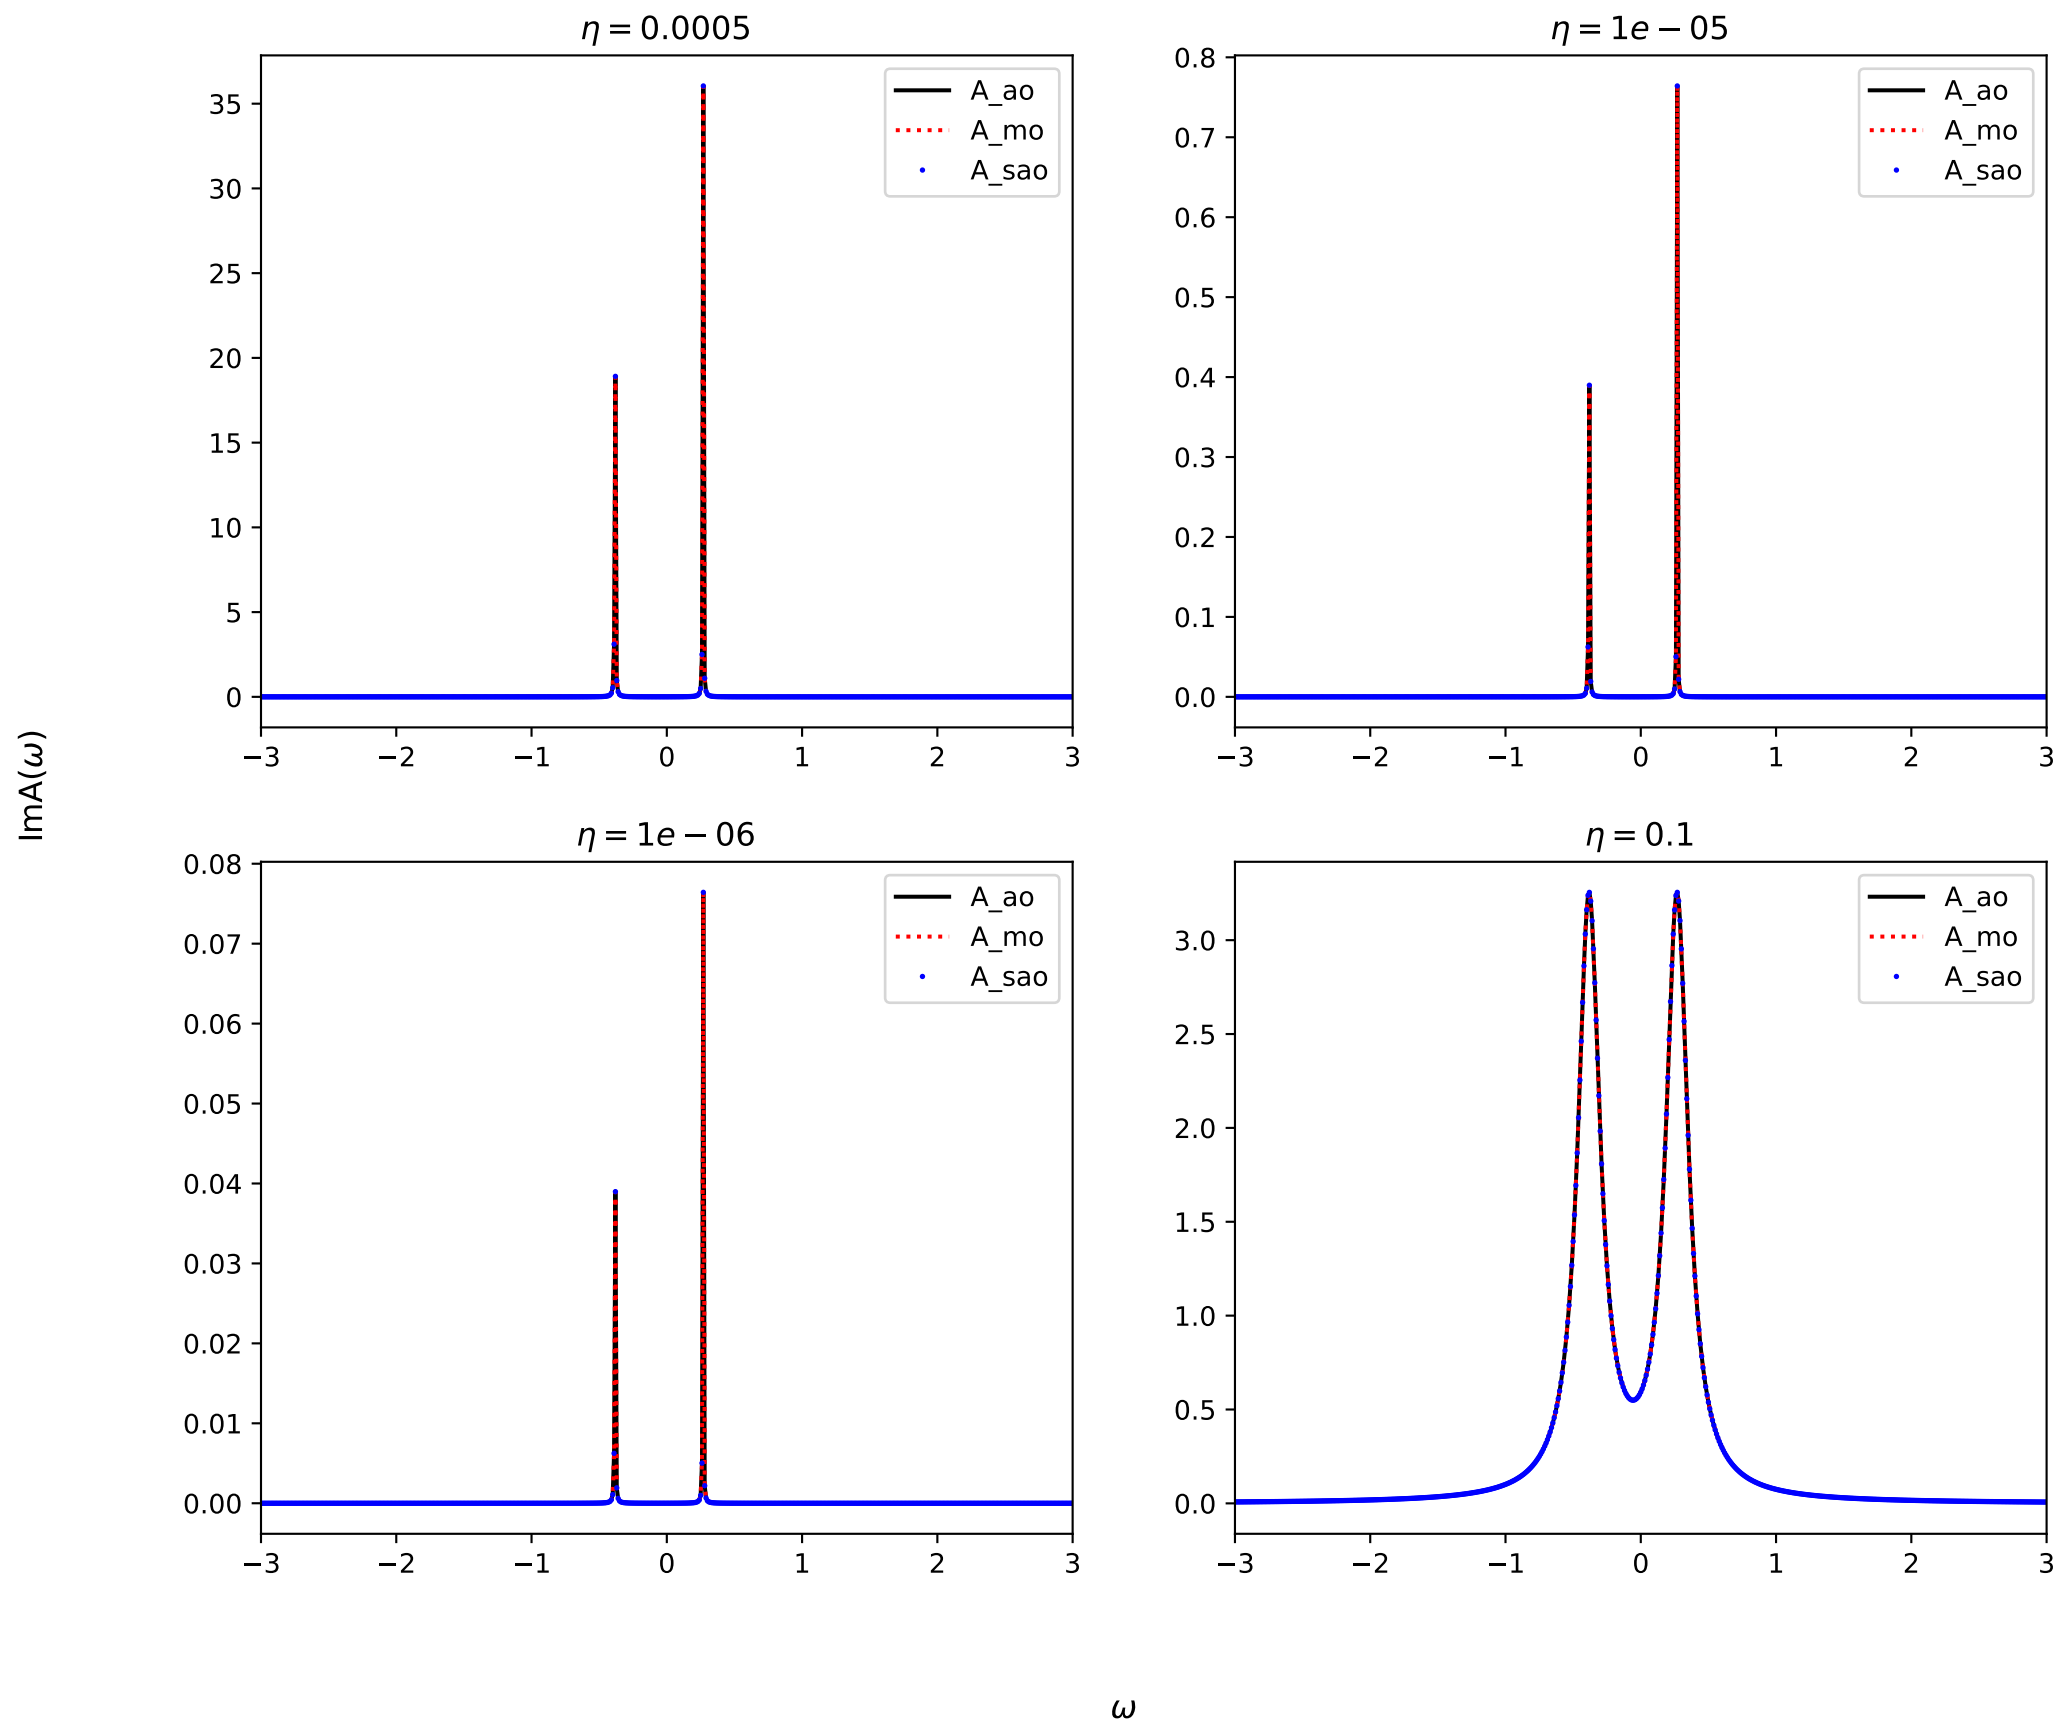 η = 0.0005
35
30
25
20
15
10
5
0
−3 −2 −1 0 1 2 3
A_ao
A_mo
A_sao
η = 1e − 05
0.8
0.7
0.6
0.5
0.4
0.3
0.2
0.1
0.0
−3 −2 −1 0 1 2 3
A_ao
A_mo
A_sao
ImA(ω)
η = 1e − 06
0.08
0.07
0.06
0.05
0.04
0.03
0.02
0.01
0.00
−3 −2 −1 0 1 2 3
A_ao
A_mo
A_sao
η = 0.1
3.0
2.5
2.0
1.5
1.0
0.5
0.0
−3 −2 −1 0 1 2 3
A_ao
A_mo
A_sao
ω